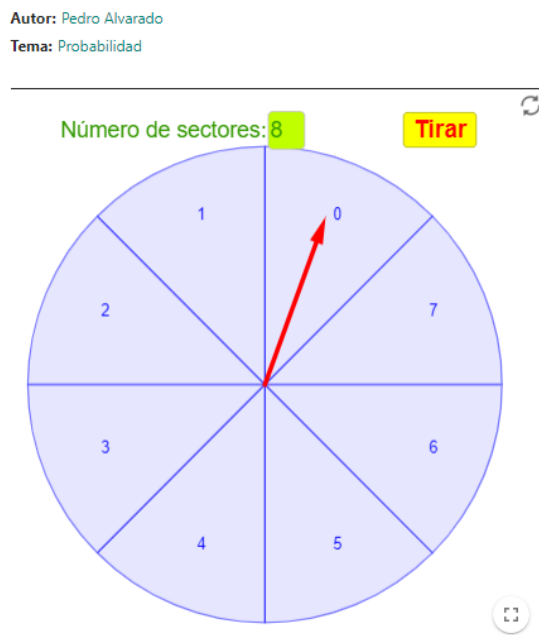 Autor: Pedro Alvarado
Tema: Probabilidad
Número de sectores: 8
Tirar
1
0
2
7
3
6
4
5